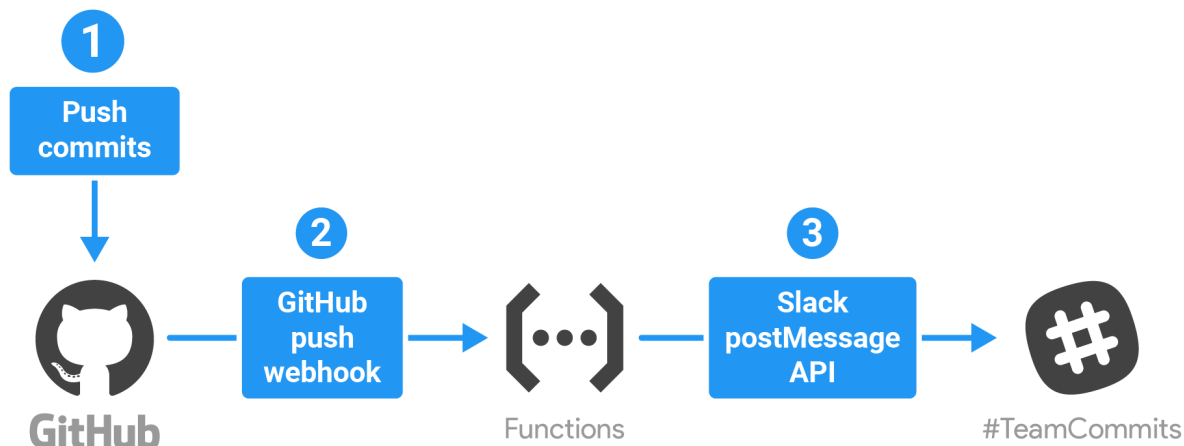 1
Push
commits
2
GitHub
push
webhook
3
Slack
postMessage
API
GitHub
Functions
#TeamCommits